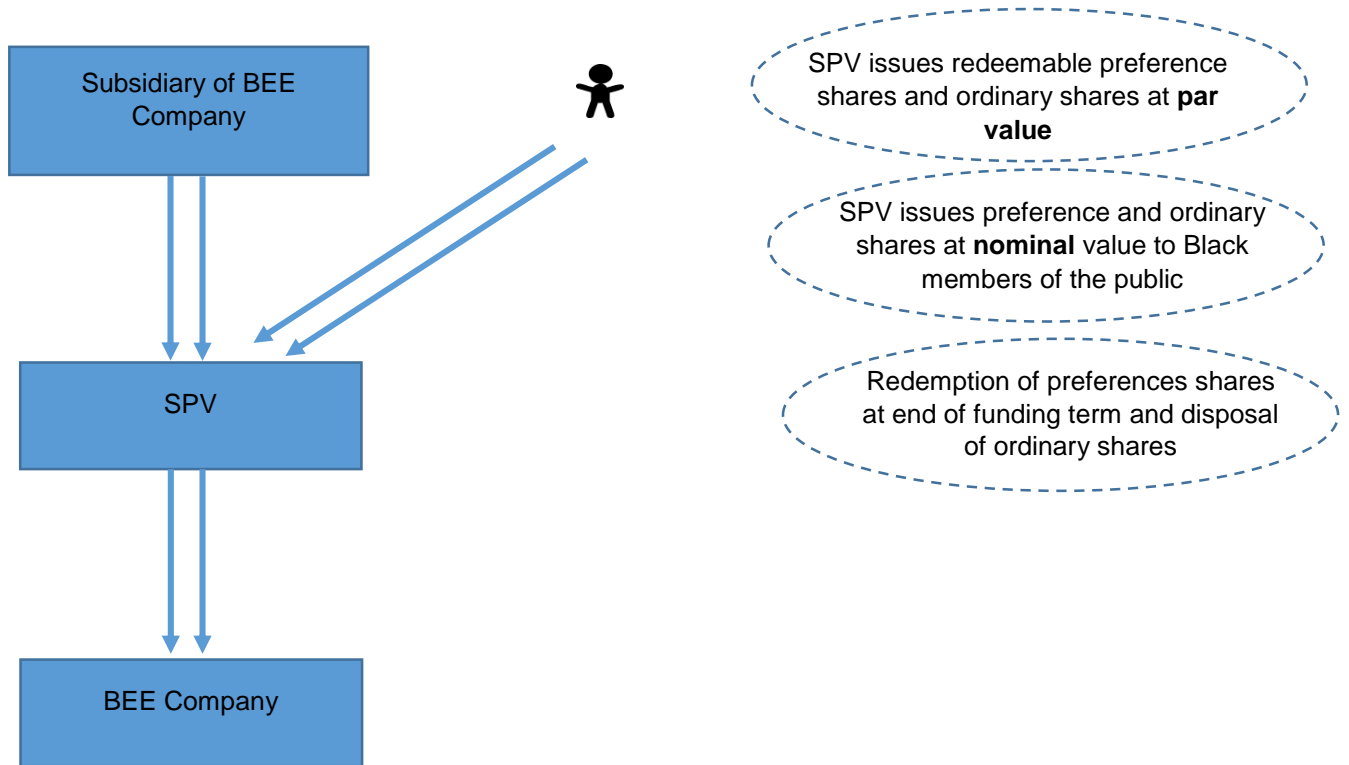 Subsidiary of BEE
Company
SPV
BEE Company
SPV issues redeemable preference
shares and ordinary shares at par
value
SPV issues preference and ordinary
shares at nominal value to Black
members of the public
Redemption of preferences shares
at end of funding term and disposal
of ordinary shares